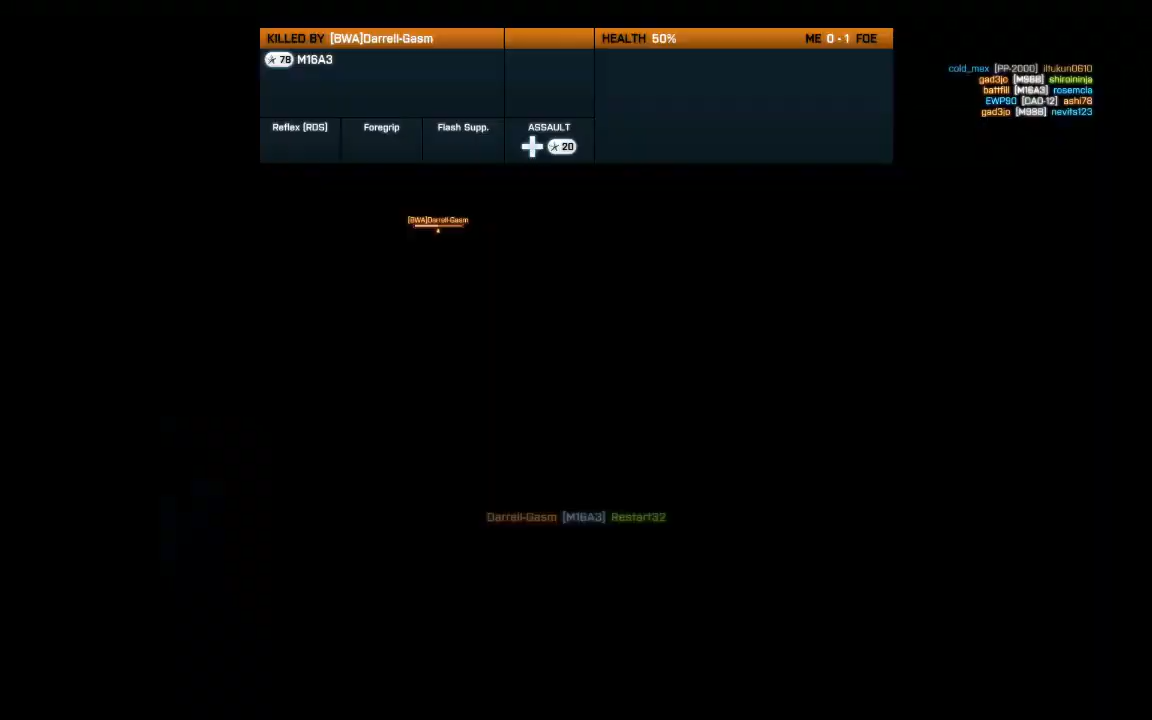 KILLED BY [BWA]Darrell-Gasm HEALTH 50% ME 0 - 1 FOE
78 M16A3
Reflex (RDS) Foregrip Flash Supp. ASSAULT
20
cold_mex [PP-2000] iltukun0610
gad3jo [M98B] shiroininja
battfill [M16A3] rosemcla
EWP90 [DAO-12] ashi78
gad3jo [M98B] nevits123
[BWA]Darrell-Gasm
Darrell-Gasm [M16A3] Restart32